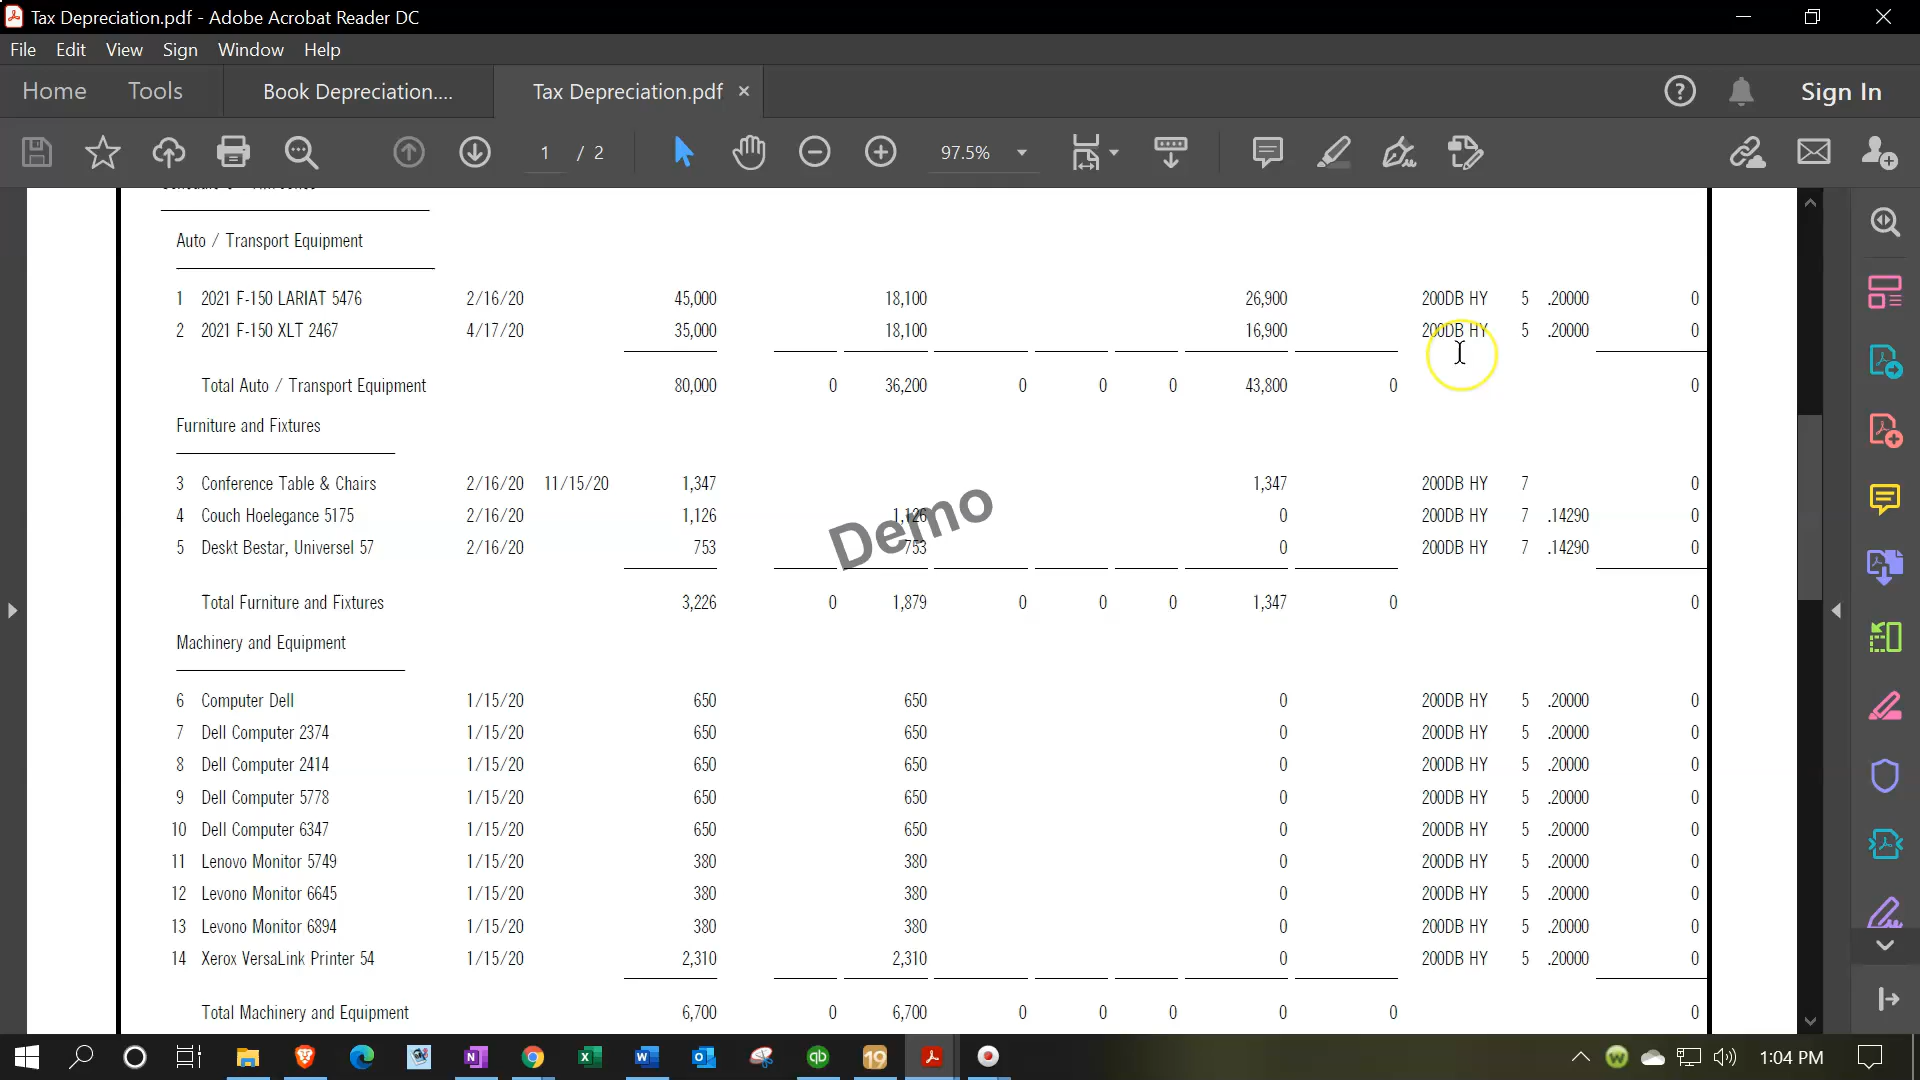 Tax Depreciation.pdf - Adobe Acrobat Reader DC
File Edit View Sign Window Help
Home Tools Book Depreciation.... Tax Depreciation.pdf × Sign In
1 / 2 97.5%
Auto / Transport Equipment
1 2021 F-150 LARIAT 5476 2/16/20 45,000 18,100 26,900 200DB HY 5 .20000 0
2 2021 F-150 XLT 2467 4/17/20 35,000 18,100 16,900 200DB HY 5 .20000 0
Total Auto / Transport Equipment 80,000 0 36,200 0 0 0 43,800 0 0
Furniture and Fixtures
3 Conference Table & Chairs 2/16/20 11/15/20 1,347 1,347 200DB HY 7 0
4 Couch Hoelegance 5175 2/16/20 1,126 1,126 0 200DB HY 7 .14290 0
Demo
5 Deskt Bestar, Universel 57 2/16/20 753 753 0 200DB HY 7 .14290 0
Total Furniture and Fixtures 3,226 0 1,879 0 0 0 1,347 0 0
Machinery and Equipment
6 Computer Dell 1/15/20 650 650 0 200DB HY 5 .20000 0
7 Dell Computer 2374 1/15/20 650 650 0 200DB HY 5 .20000 0
8 Dell Computer 2414 1/15/20 650 650 0 200DB HY 5 .20000 0
9 Dell Computer 5778 1/15/20 650 650 0 200DB HY 5 .20000 0
10 Dell Computer 6347 1/15/20 650 650 0 200DB HY 5 .20000 0
11 Lenovo Monitor 5749 1/15/20 380 380 0 200DB HY 5 .20000 0
12 Levono Monitor 6645 1/15/20 380 380 0 200DB HY 5 .20000 0
13 Levono Monitor 6894 1/15/20 380 380 0 200DB HY 5 .20000 0
14 Xerox VersaLink Printer 54 1/15/20 2,310 2,310 0 200DB HY 5 .20000 0
Total Machinery and Equipment 6,700 0 6,700 0 0 0 0 0 0
1:04 PM